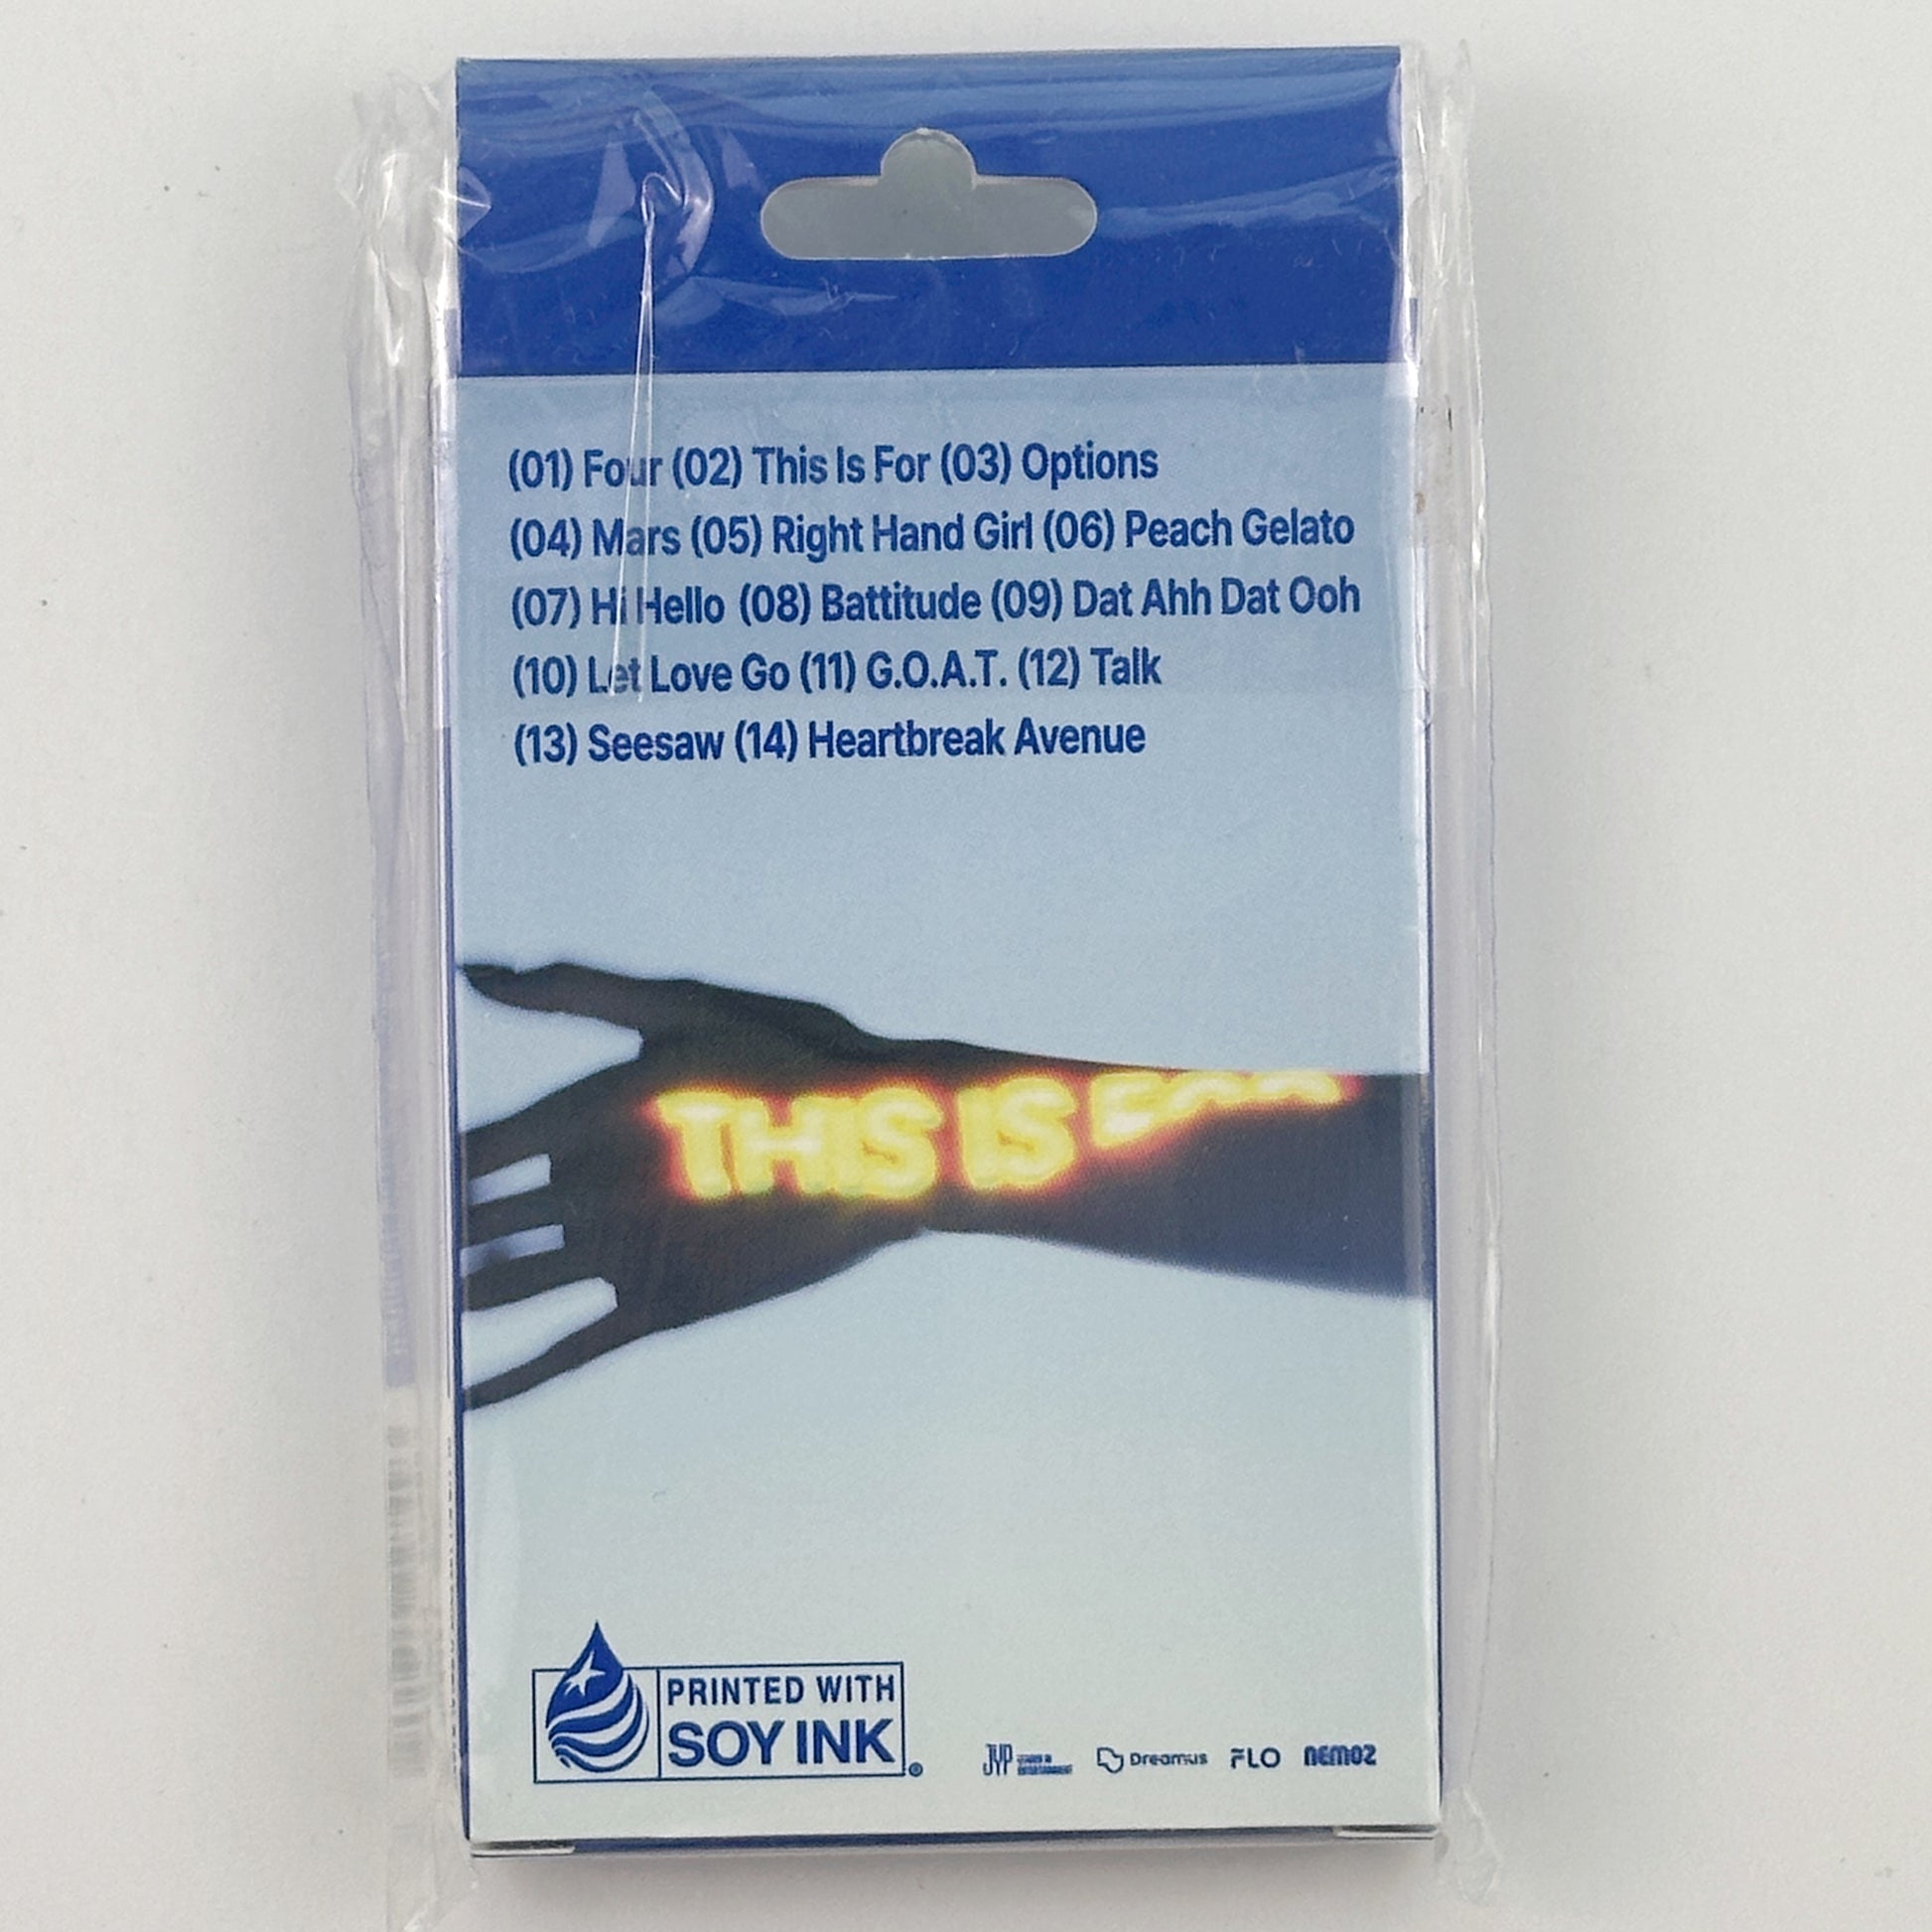 (01) Four (02) This Is For (03) Options
(04) Mars (05) Right Hand Girl (06) Peach Gelato
(07) Hi Hello (08) Battitude (09) Dat Ahh Dat Ooh
(10) Let Love Go (11) G.O.A.T. (12) Talk
(13) Seesaw (14) Heartbreak Avenue
THIS IS FOR
PRINTED WITH
SOY INK
JYP Dreamus FLO NEMOZ